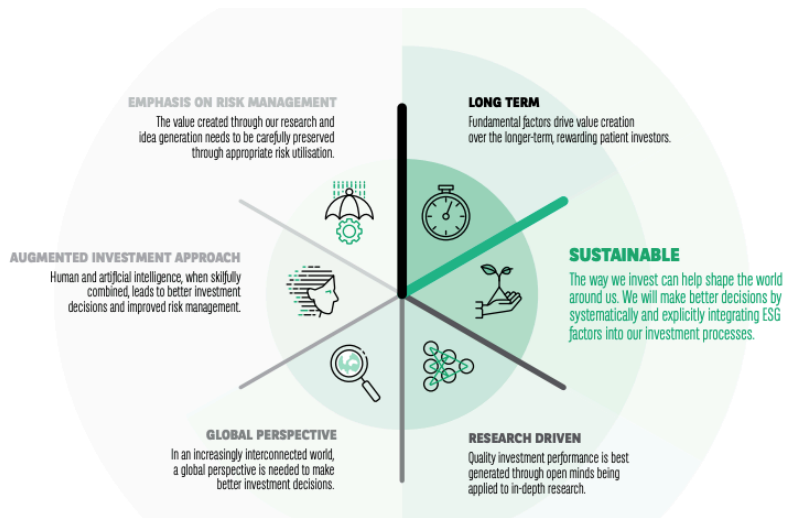 EMPHASIS ON RISK MANAGEMENT
The value created through our research and
idea generation needs to be carefully preserved
through appropriate risk utilisation.
LONG TERM
Fundamental factors drive value creation
over the longer-term, rewarding patient investors.
AUGMENTED INVESTMENT APPROACH
Human and artificial intelligence, when skilfully
combined, leads to better investment
decisions and improved risk management.
SUSTAINABLE
The way we invest can help shape the world
around us. We will make better decisions by
systematically and explicitly integrating ESG
factors into our investment processes.
GLOBAL PERSPECTIVE
In an increasingly interconnected world,
a global perspective is needed to make
better investment decisions.
RESEARCH DRIVEN
Quality investment performance is best
generated through open minds being
applied to in-depth research.